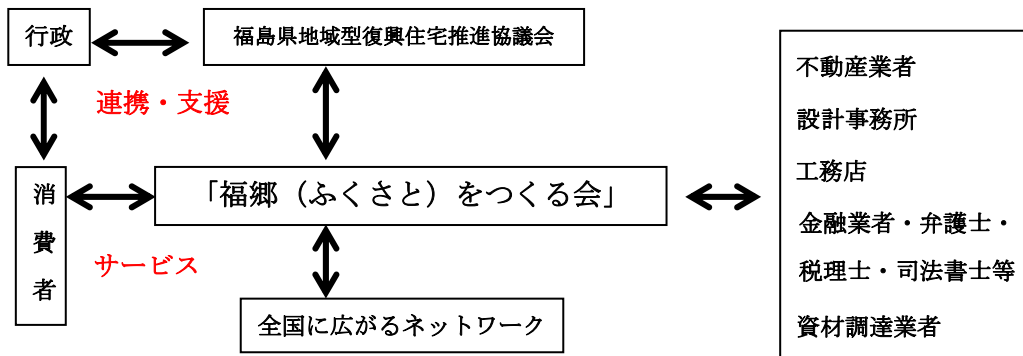 行政
福島県地域型復興住宅推進協議会
連携・支援
消費者
「福郷（ふくさと）をつくる会」
サービス
全国に広がるネットワーク
不動産業者
設計事務所
工務店
金融業者・弁護士・
税理士・司法書士等
資材調達業者